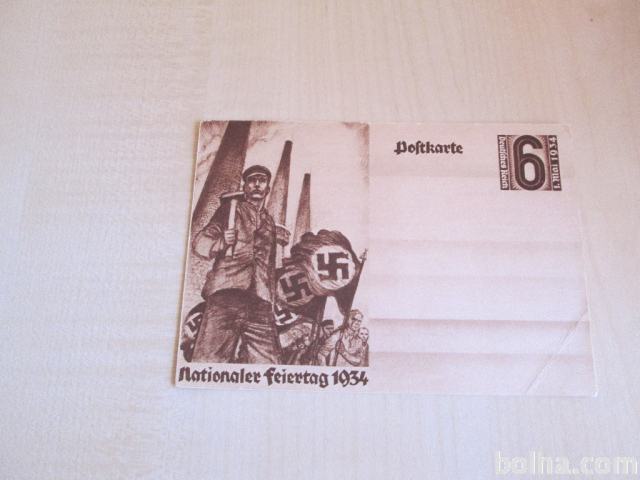 Postkarte
Deutsches Reich
6
1. Mai 1934
Nationaler Feiertag 1934
bolha.com